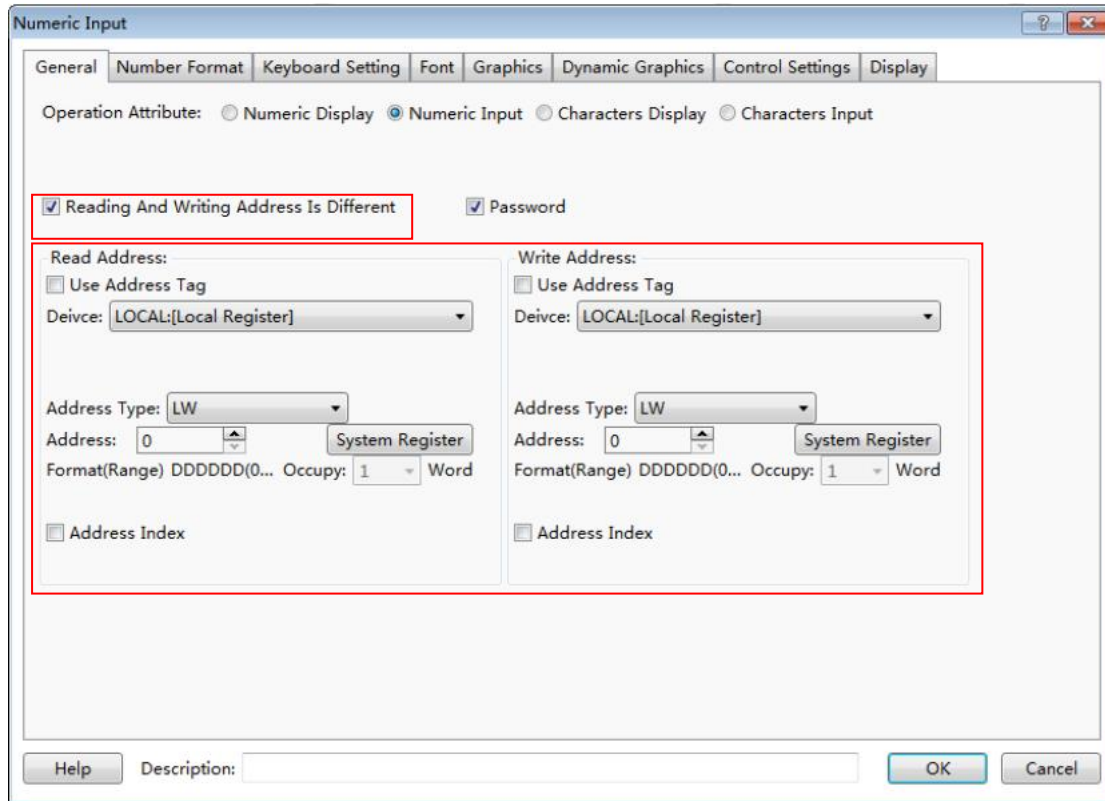 Numeric Input
General Number Format Keyboard Setting Font Graphics Dynamic Graphics Control Settings Display
Operation Attribute: Numeric Display Numeric Input Characters Display Characters Input
Reading And Writing Address Is Different Password
Read Address: Write Address:
Use Address Tag Use Address Tag
Deivce: LOCAL:[Local Register] Deivce: LOCAL:[Local Register]
Address Type: LW Address Type: LW
Address: 0 System Register Address: 0 System Register
Format(Range) DDDDDD(0... Occupy: 1 Word Format(Range) DDDDDD(0... Occupy: 1 Word
Address Index Address Index
Help Description: OK Cancel